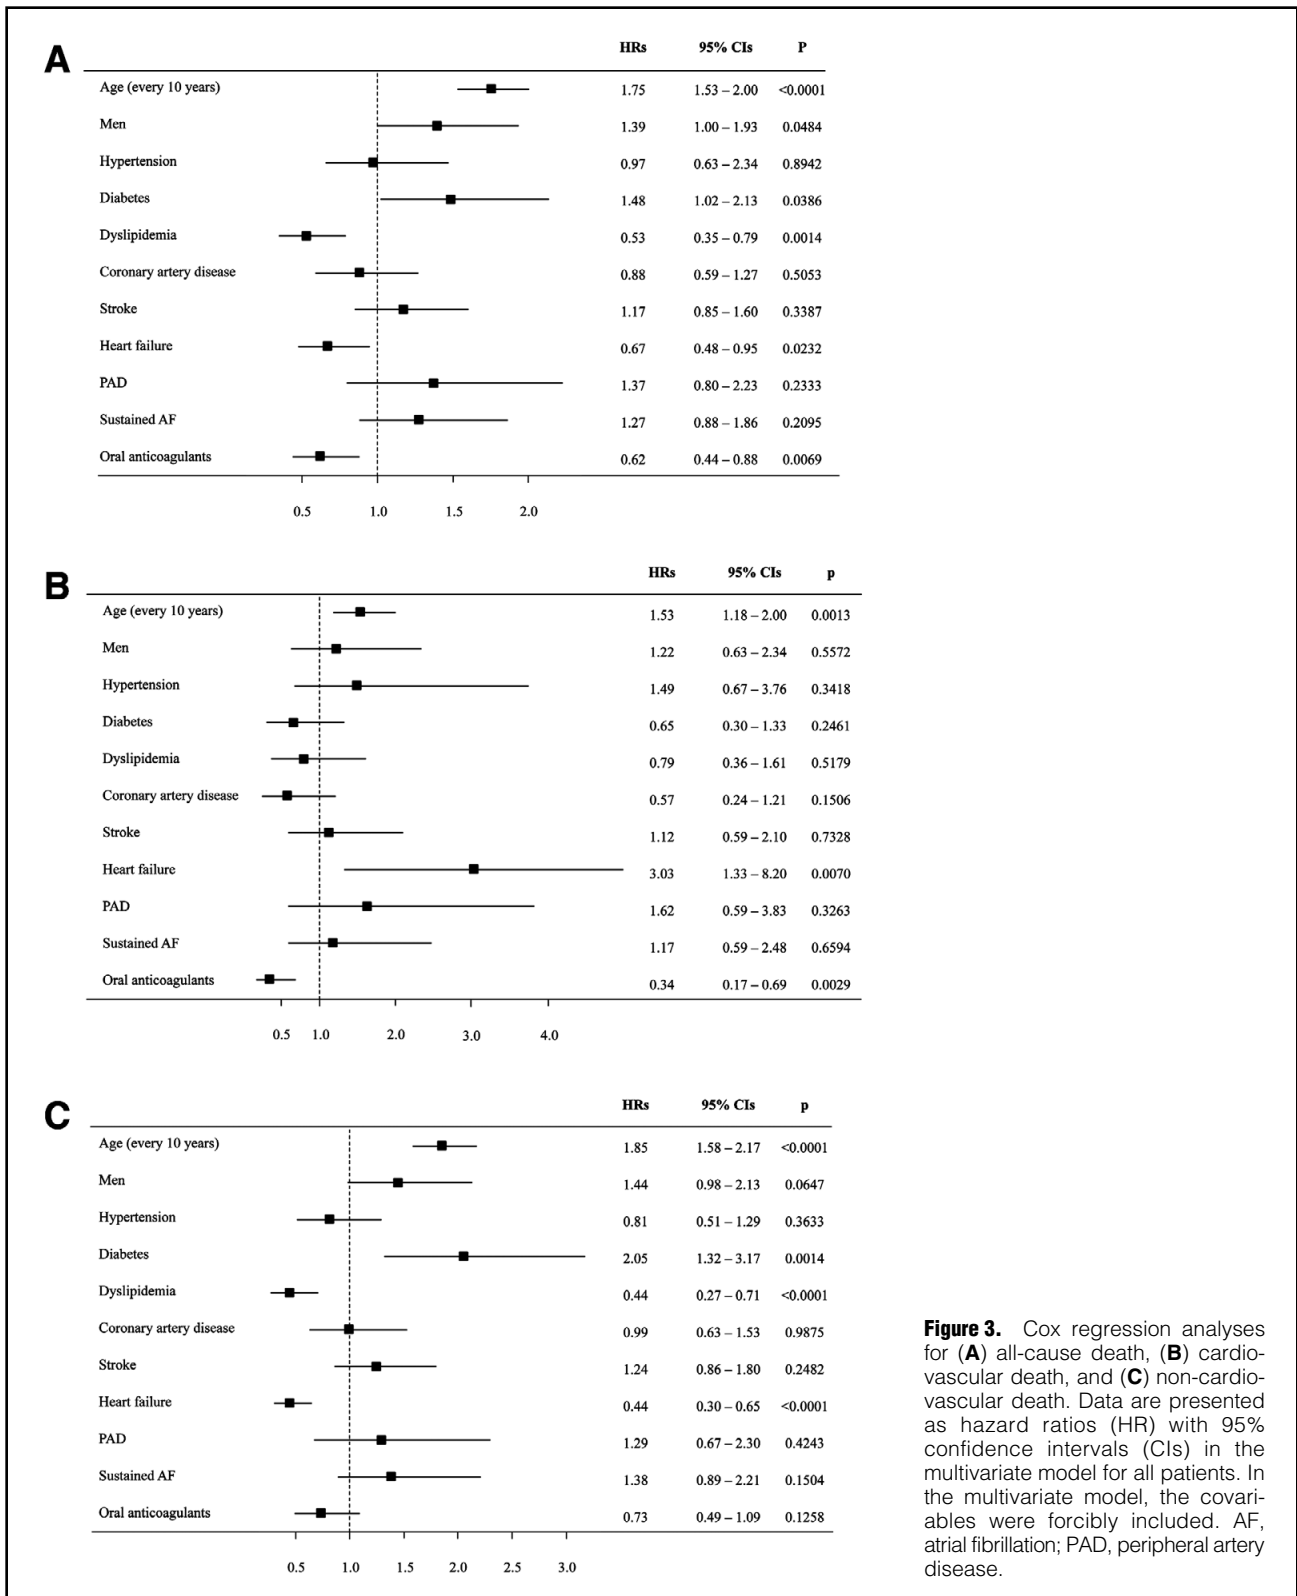 A
HRs 95% CIs P
Age (every 10 years) 1.75 1.53 – 2.00 <0.0001
Men 1.39 1.00 – 1.93 0.0484
Hypertension 0.97 0.63 – 2.34 0.8942
Diabetes 1.48 1.02 – 2.13 0.0386
Dyslipidemia 0.53 0.35 – 0.79 0.0014
Coronary artery disease 0.88 0.59 – 1.27 0.5053
Stroke 1.17 0.85 – 1.60 0.3387
Heart failure 0.67 0.48 – 0.95 0.0232
PAD 1.37 0.80 – 2.23 0.2333
Sustained AF 1.27 0.88 – 1.86 0.2095
Oral anticoagulants 0.62 0.44 – 0.88 0.0069
0.5 1.0 1.5 2.0
B
HRs 95% CIs p
Age (every 10 years) 1.53 1.18 – 2.00 0.0013
Men 1.22 0.63 – 2.34 0.5572
Hypertension 1.49 0.67 – 3.76 0.3418
Diabetes 0.65 0.30 – 1.33 0.2461
Dyslipidemia 0.79 0.36 – 1.61 0.5179
Coronary artery disease 0.57 0.24 – 1.21 0.1506
Stroke 1.12 0.59 – 2.10 0.7328
Heart failure 3.03 1.33 – 8.20 0.0070
PAD 1.62 0.59 – 3.83 0.3263
Sustained AF 1.17 0.59 – 2.48 0.6594
Oral anticoagulants 0.34 0.17 – 0.69 0.0029
0.5 1.0 2.0 3.0 4.0
C
HRs 95% CIs p
Age (every 10 years) 1.85 1.58 – 2.17 <0.0001
Men 1.44 0.98 – 2.13 0.0647
Hypertension 0.81 0.51 – 1.29 0.3633
Diabetes 2.05 1.32 – 3.17 0.0014
Dyslipidemia 0.44 0.27 – 0.71 <0.0001
Coronary artery disease 0.99 0.63 – 1.53 0.9875
Stroke 1.24 0.86 – 1.80 0.2482
Heart failure 0.44 0.30 – 0.65 <0.0001
PAD 1.29 0.67 – 2.30 0.4243
Sustained AF 1.38 0.89 – 2.21 0.1504
Oral anticoagulants 0.73 0.49 – 1.09 0.1258
0.5 1.0 1.5 2.0 2.5 3.0
Figure 3. Cox regression analyses
for (A) all-cause death, (B) cardio-
vascular death, and (C) non-cardio-
vascular death. Data are presented
as hazard ratios (HR) with 95%
confidence intervals (CIs) in the
multivariate model for all patients. In
the multivariate model, the covari-
ables were forcibly included. AF,
atrial fibrillation; PAD, peripheral artery
disease.